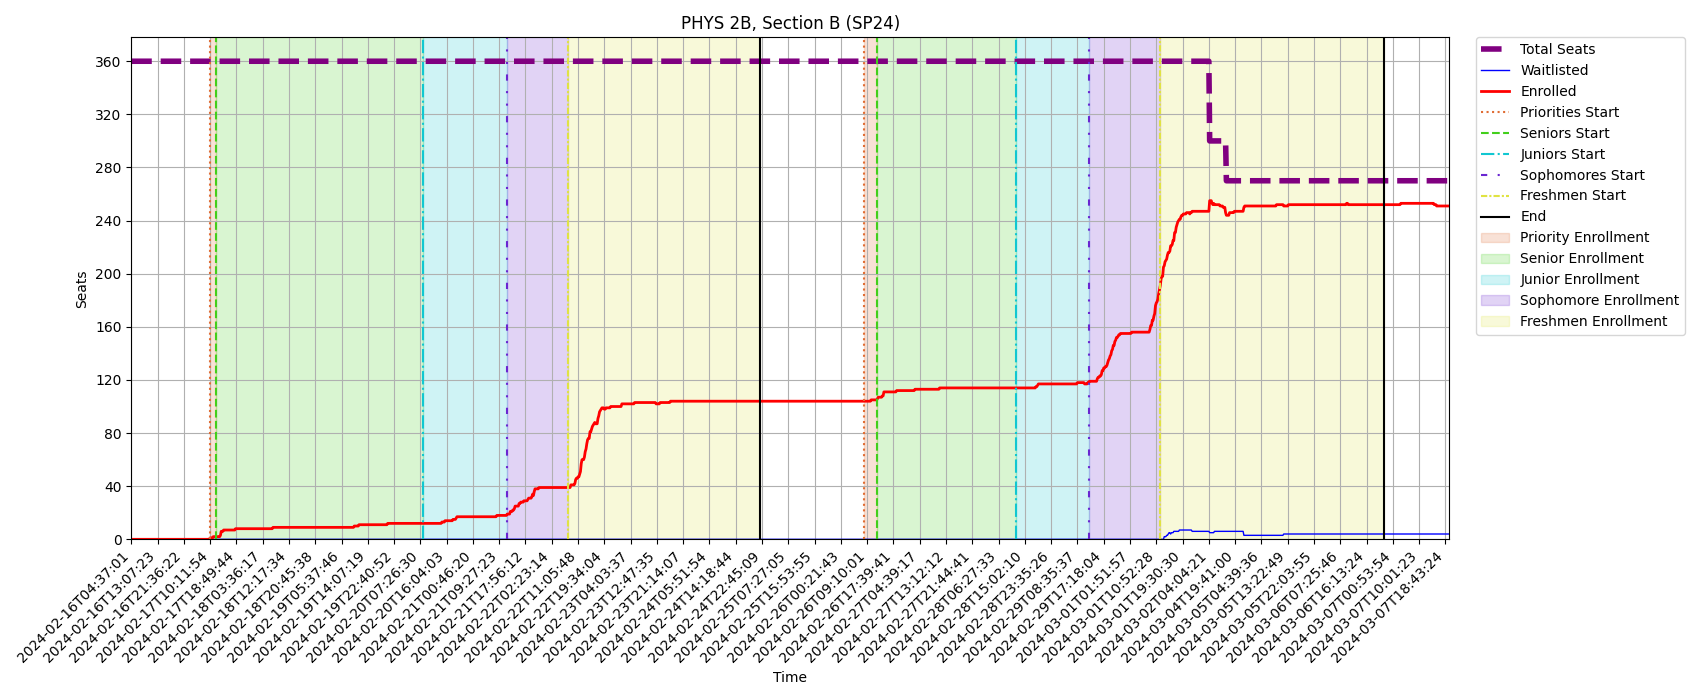 PHYS 2B, Section B (SP24)
Seats
360
320
280
240
200
160
120
80
40
0
2024-02-16T04:37:01
2024-02-16T13:07:23
2024-02-16T21:36:22
2024-02-17T10:11:54
2024-02-17T18:49:44
2024-02-18T03:36:17
2024-02-18T12:17:34
2024-02-18T20:45:38
2024-02-19T05:37:46
2024-02-19T14:07:19
2024-02-19T22:40:52
2024-02-20T07:26:30
2024-02-20T16:04:03
2024-02-21T00:46:20
2024-02-21T09:27:23
2024-02-21T17:56:12
2024-02-22T02:23:14
2024-02-22T11:05:48
2024-02-22T19:34:04
2024-02-23T04:03:37
2024-02-23T12:47:35
2024-02-23T21:14:07
2024-02-24T05:51:54
2024-02-24T14:18:44
2024-02-24T22:45:09
2024-02-25T07:27:05
2024-02-25T15:53:55
2024-02-26T00:21:43
2024-02-26T09:10:01
2024-02-26T17:39:41
2024-02-27T04:39:17
2024-02-27T13:12:12
2024-02-27T21:44:41
2024-02-28T06:27:33
2024-02-28T15:02:10
2024-02-28T23:35:26
2024-02-29T08:35:37
2024-02-29T17:18:04
2024-03-01T01:51:57
2024-03-01T10:52:28
2024-03-01T19:30:30
2024-03-02T04:04:21
2024-03-04T19:41:00
2024-03-05T04:39:36
2024-03-05T13:22:49
2024-03-05T22:03:55
2024-03-06T07:25:46
2024-03-06T16:13:24
2024-03-07T00:53:54
2024-03-07T10:01:23
2024-03-07T18:43:24
Time
Total Seats
Waitlisted
Enrolled
Priorities Start
Seniors Start
Juniors Start
Sophomores Start
Freshmen Start
End
Priority Enrollment
Senior Enrollment
Junior Enrollment
Sophomore Enrollment
Freshmen Enrollment